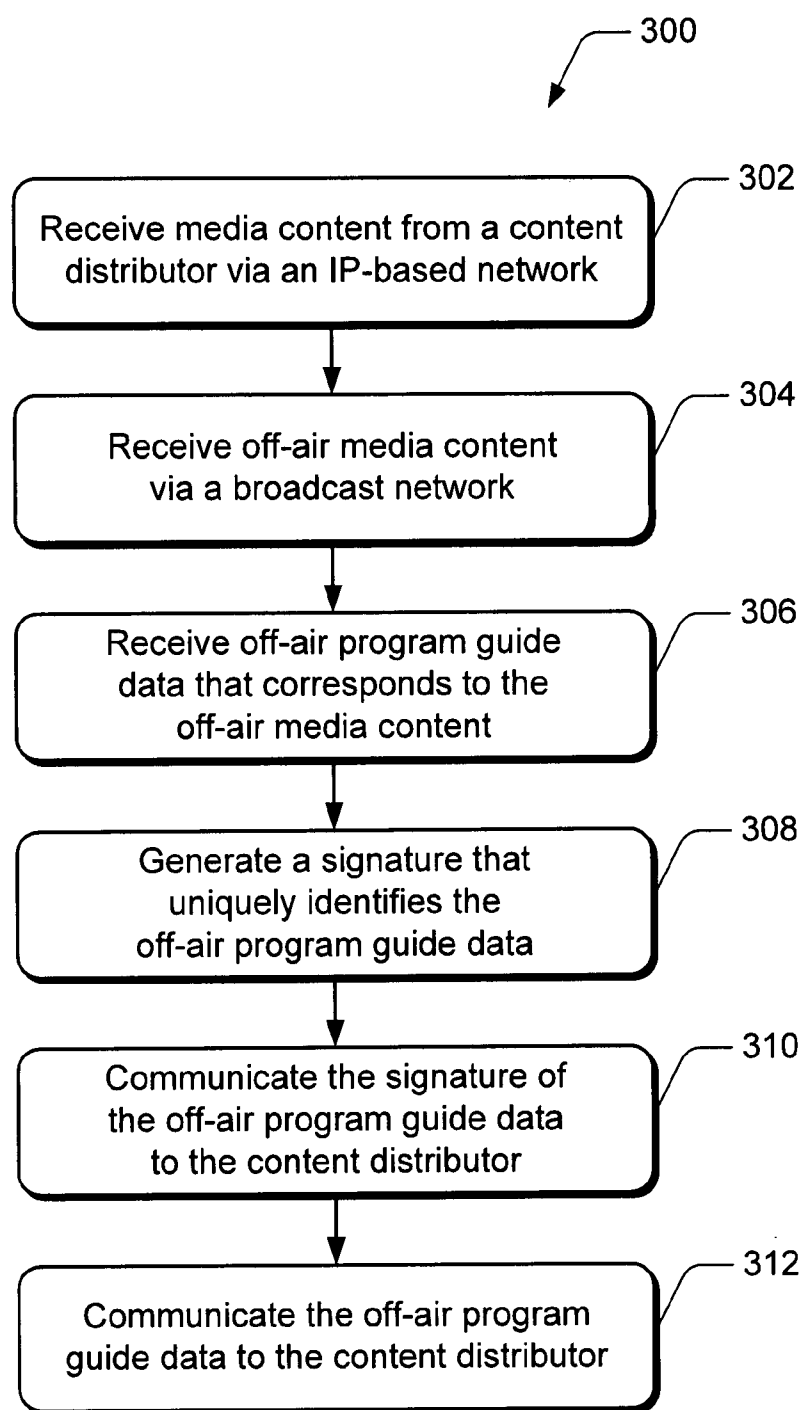 300
302
Receive media content from a content
distributor via an IP-based network
304
Receive off-air media content
via a broadcast network
306
Receive off-air program guide
data that corresponds to the
off-air media content
308
Generate a signature that
uniquely identifies the
off-air program guide data
310
Communicate the signature of
the off-air program guide data
to the content distributor
312
Communicate the off-air program
guide data to the content distributor